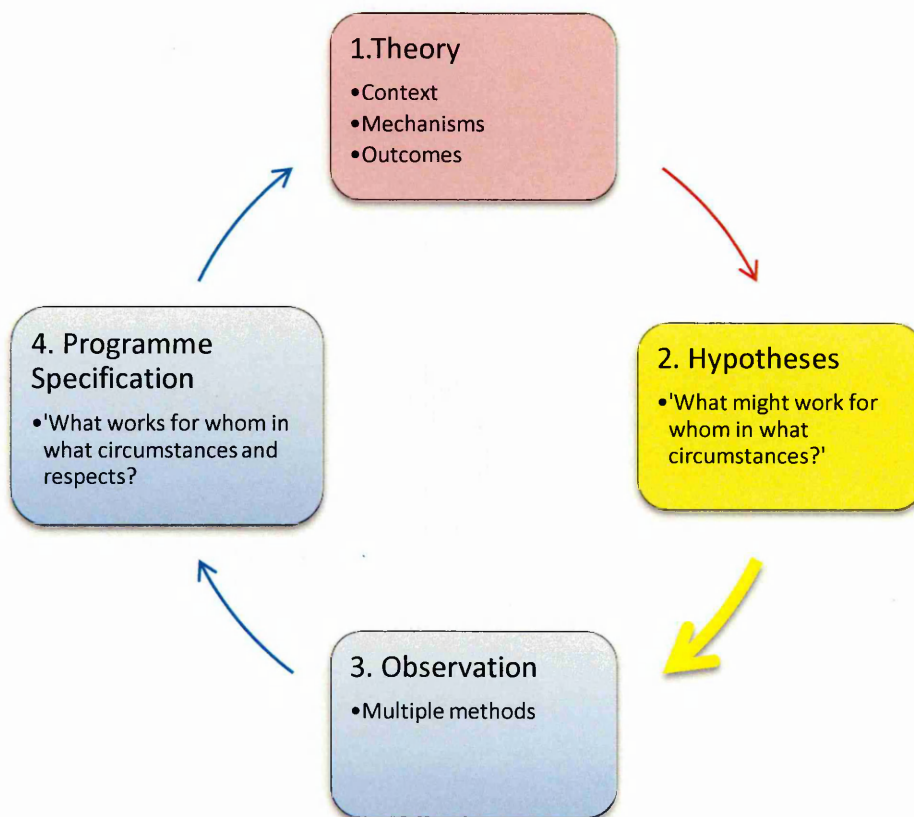 1.Theory
•Context
•Mechanisms
•Outcomes
2. Hypotheses
•'What might work for
whom in what
circumstances?'
3. Observation
•Multiple methods
4. Programme
Specification
•'What works for whom in
what circumstances and
respects?